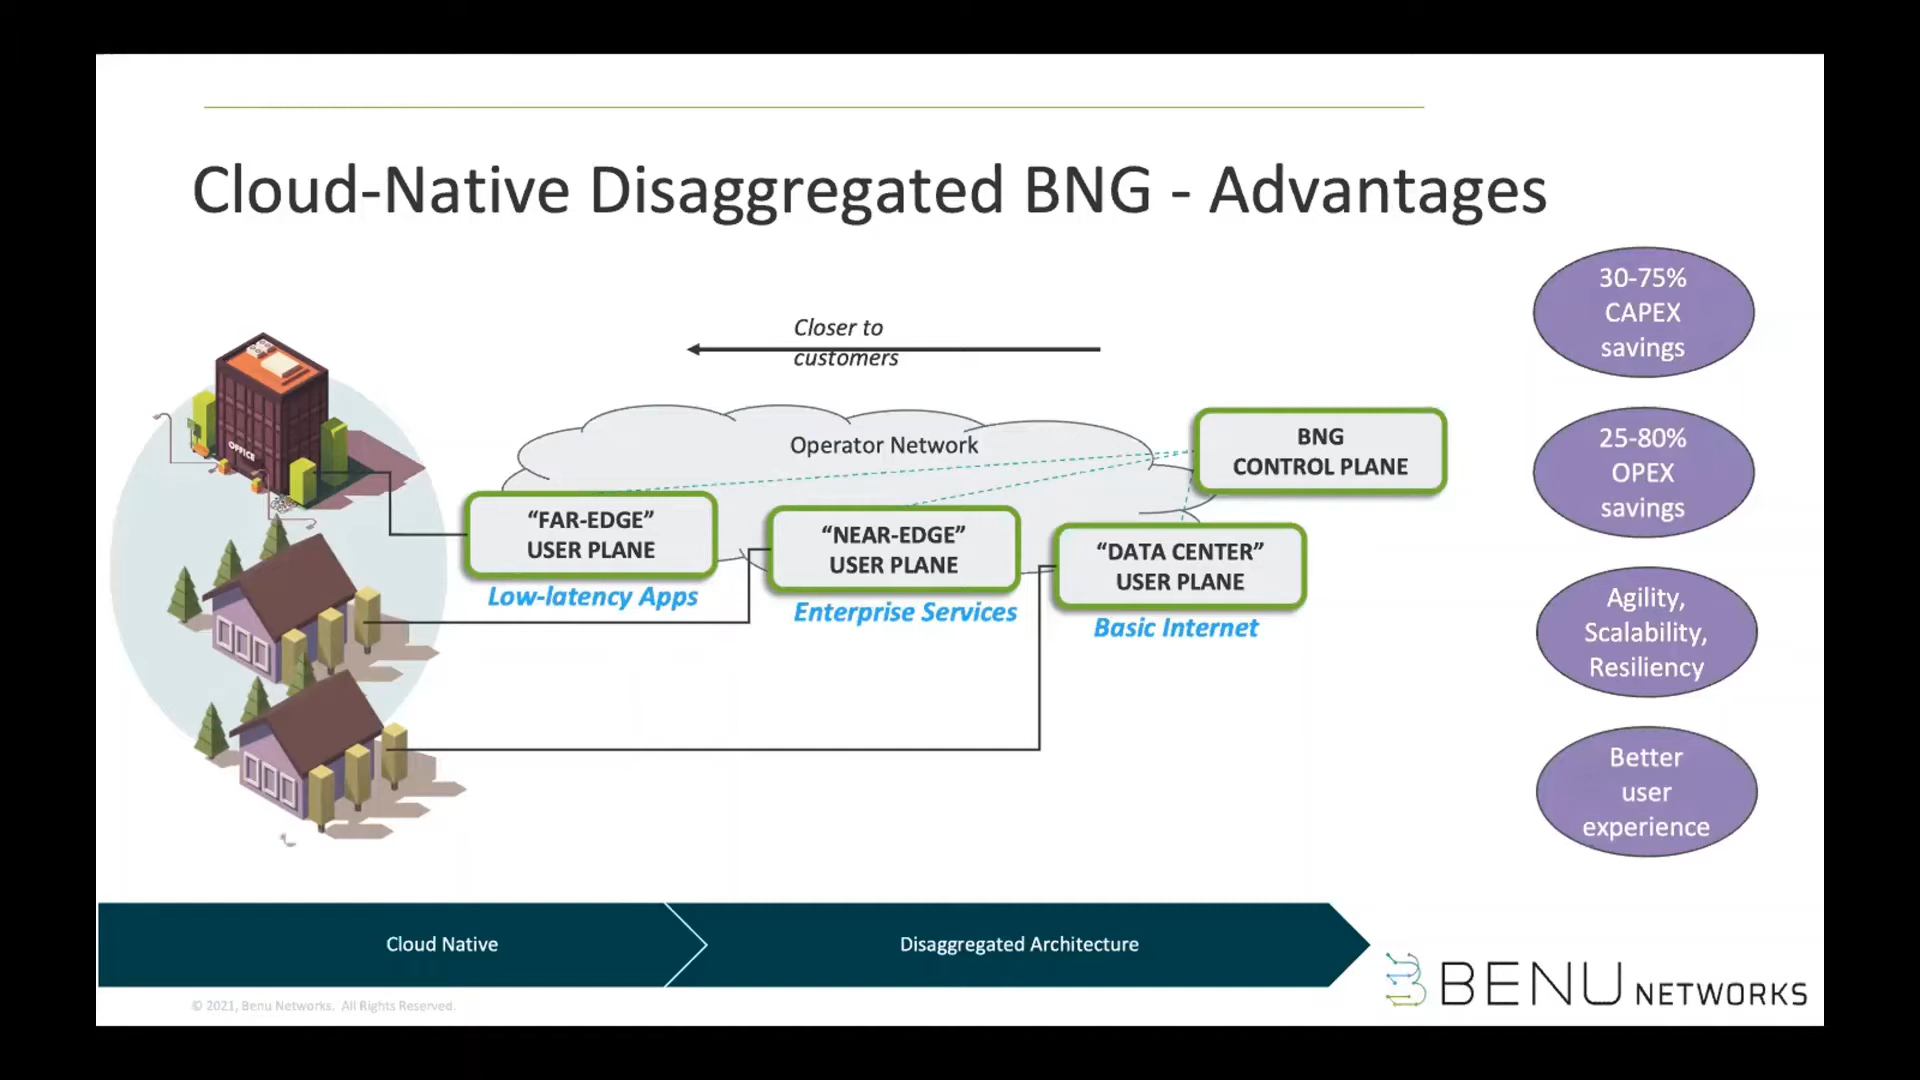 Cloud-Native Disaggregated BNG - Advantages
Closer to
customers
OFFICE
Operator Network
BNG
CONTROL PLANE
“FAR-EDGE”
USER PLANE
Low-latency Apps
“NEAR-EDGE”
USER PLANE
Enterprise Services
“DATA CENTER”
USER PLANE
Basic Internet
30-75%
CAPEX
savings
25-80%
OPEX
savings
Agility,
Scalability,
Resiliency
Better
user
experience
Cloud Native
Disaggregated Architecture
© 2021, Benu Networks. All Rights Reserved.
BENU NETWORKS